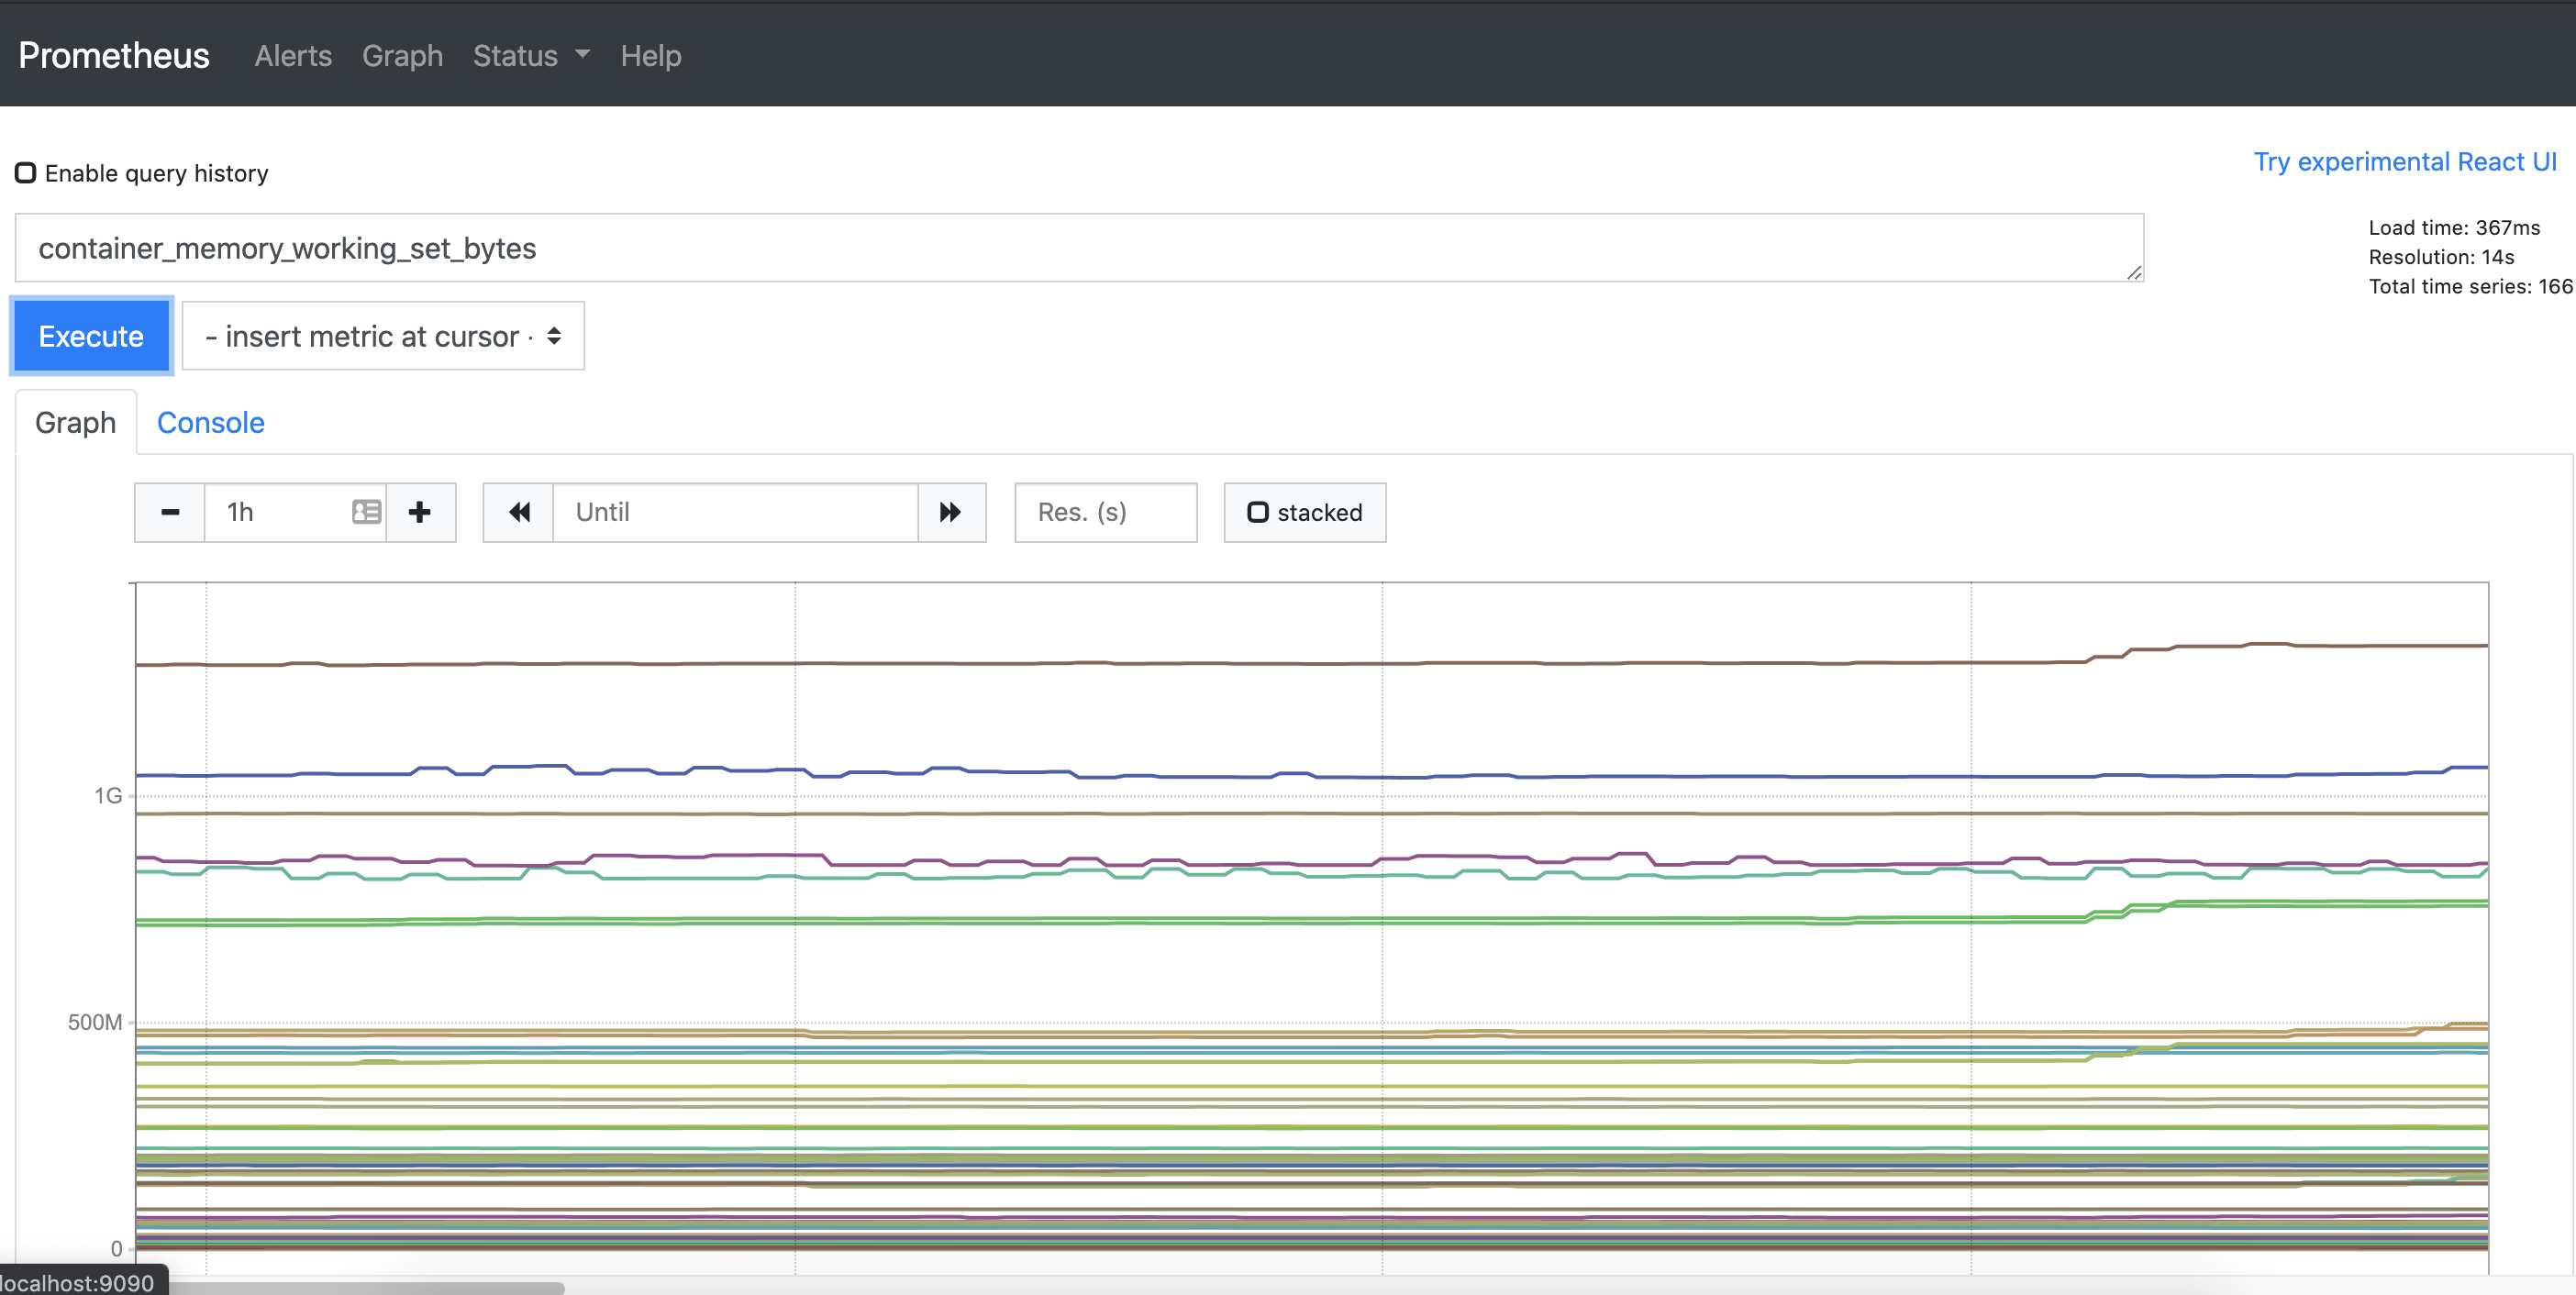 Prometheus Alerts Graph Status Help
Enable query history
Try experimental React UI
container_memory_working_set_bytes
Load time: 367ms
Resolution: 14s
Total time series: 166
Execute - insert metric at cursor -
Graph Console
1h Until Res. (s) stacked
1G
500M
0
localhost:9090